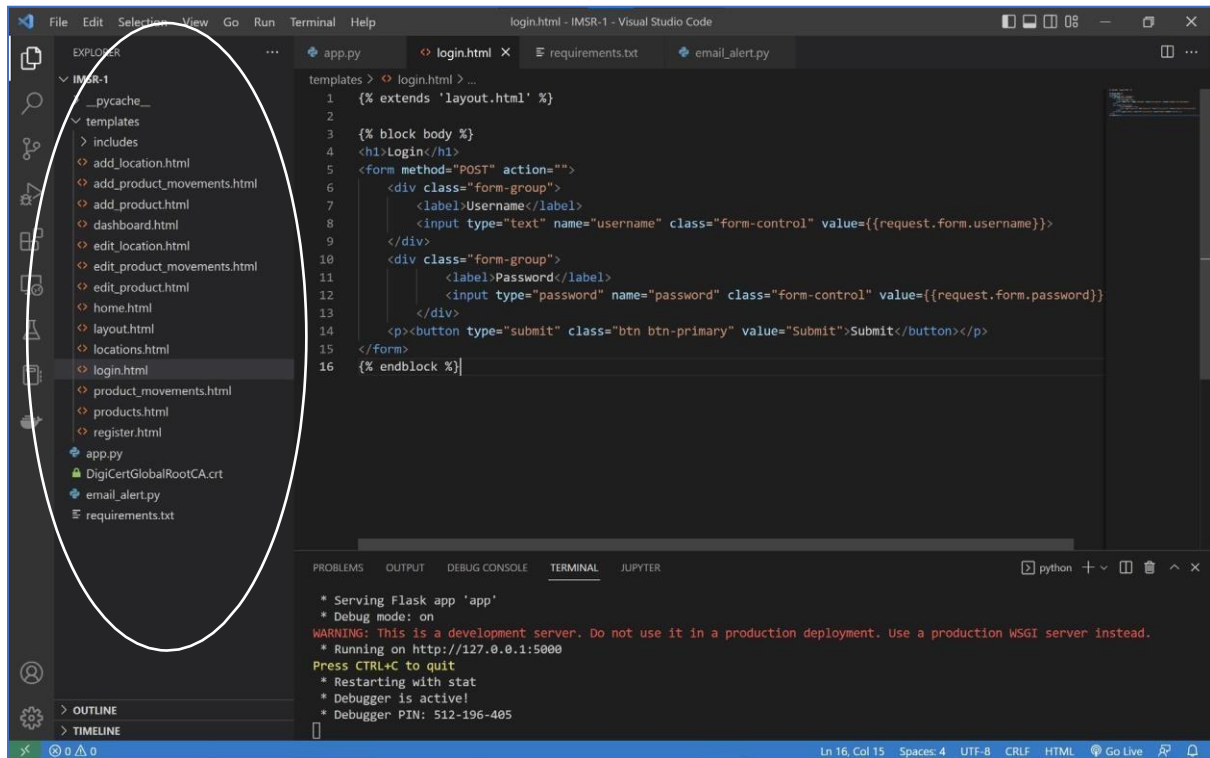 File Edit Selection View Go Run Terminal Help login.html - IMSR-1 - Visual Studio Code
EXPLORER
IMSR-1
__pycache__
templates
includes
add_location.html
add_product_movements.html
add_product.html
dashboard.html
edit_location.html
edit_product_movements.html
edit_product.html
home.html
layout.html
locations.html
login.html
product_movements.html
products.html
register.html
app.py
DigiCertGlobalRootCA.crt
email_alert.py
requirements.txt
OUTLINE
TIMELINE
app.py login.html requirements.txt email_alert.py
templates > login.html > ...
1 {% extends 'layout.html' %}
2
3 {% block body %}
4 <h1>Login</h1>
5 <form method="POST" action="">
6 <div class="form-group">
7 <label>Username</label>
8 <input type="text" name="username" class="form-control" value={{request.form.username}}>
9 </div>
10 <div class="form-group">
11 <label>Password</label>
12 <input type="password" name="password" class="form-control" value={{request.form.password}}
13 </div>
14 <p><button type="submit" class="btn btn-primary" value="Submit">Submit</button></p>
15 </form>
16 {% endblock %}
PROBLEMS OUTPUT DEBUG CONSOLE TERMINAL JUPYTER python
* Serving Flask app 'app'
* Debug mode: on
WARNING: This is a development server. Do not use it in a production deployment. Use a production WSGI server instead.
* Running on http://127.0.0.1:5000
Press CTRL+C to quit
* Restarting with stat
* Debugger is active!
* Debugger PIN: 512-196-405
0 0 Ln 16, Col 15 Spaces: 4 UTF-8 CRLF HTML Go Live